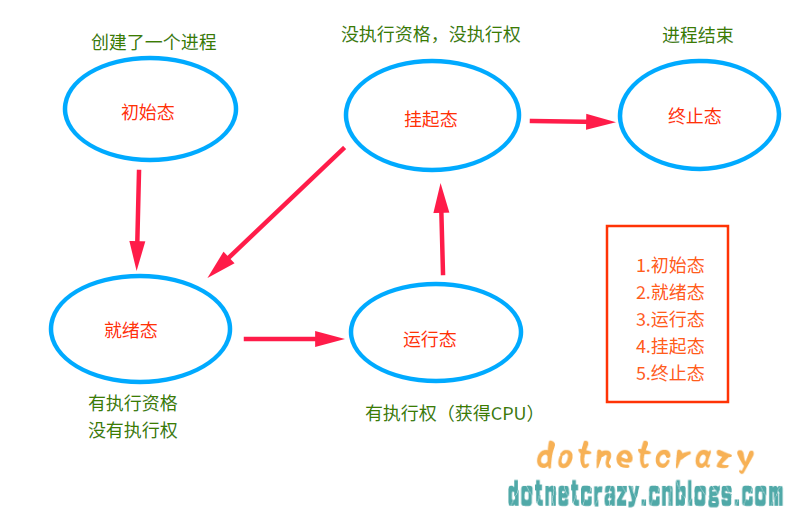 创建了一个进程
没执行资格，没执行权
进程结束
初始态
挂起态
终止态
就绪态
运行态
有执行资格
没有执行权
有执行权（获得CPU）
1.初始态
2.就绪态
3.运行态
4.挂起态
5.终止态
dotnetcrazy
dotnetcrazy.cnblogs.com